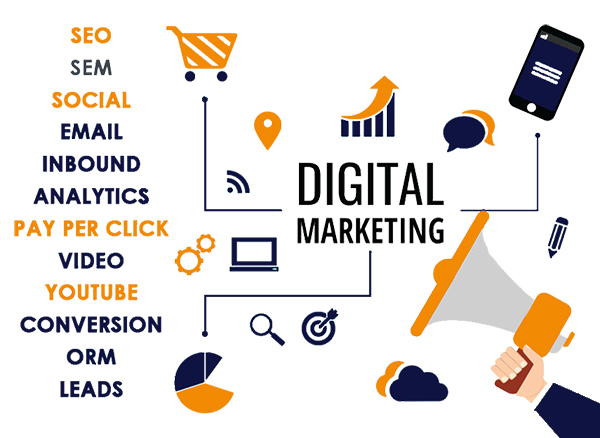 SEO
SEM
SOCIAL
EMAIL
INBOUND
ANALYTICS
PAY PER CLICK
VIDEO
YOUTUBE
CONVERSION
ORM
LEADS
DIGITAL
MARKETING